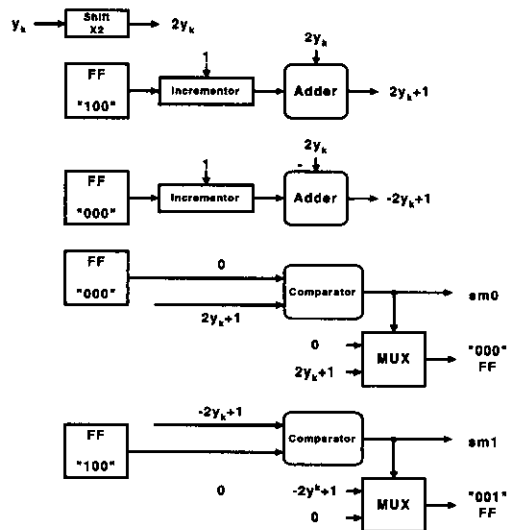 y_k Shift X2 2y_k
1 2y_k
FF "100" Incrementor Adder 2y_k+1
1 2y_k
-
FF "000" Incrementor Adder -2y_k+1
FF "000" 0 2y_k+1 Comparator sm0
0 2y_k+1 MUX "000" FF
FF "100" -2y_k+1 0 Comparator sm1
-2y^k+1 0 MUX "001" FF